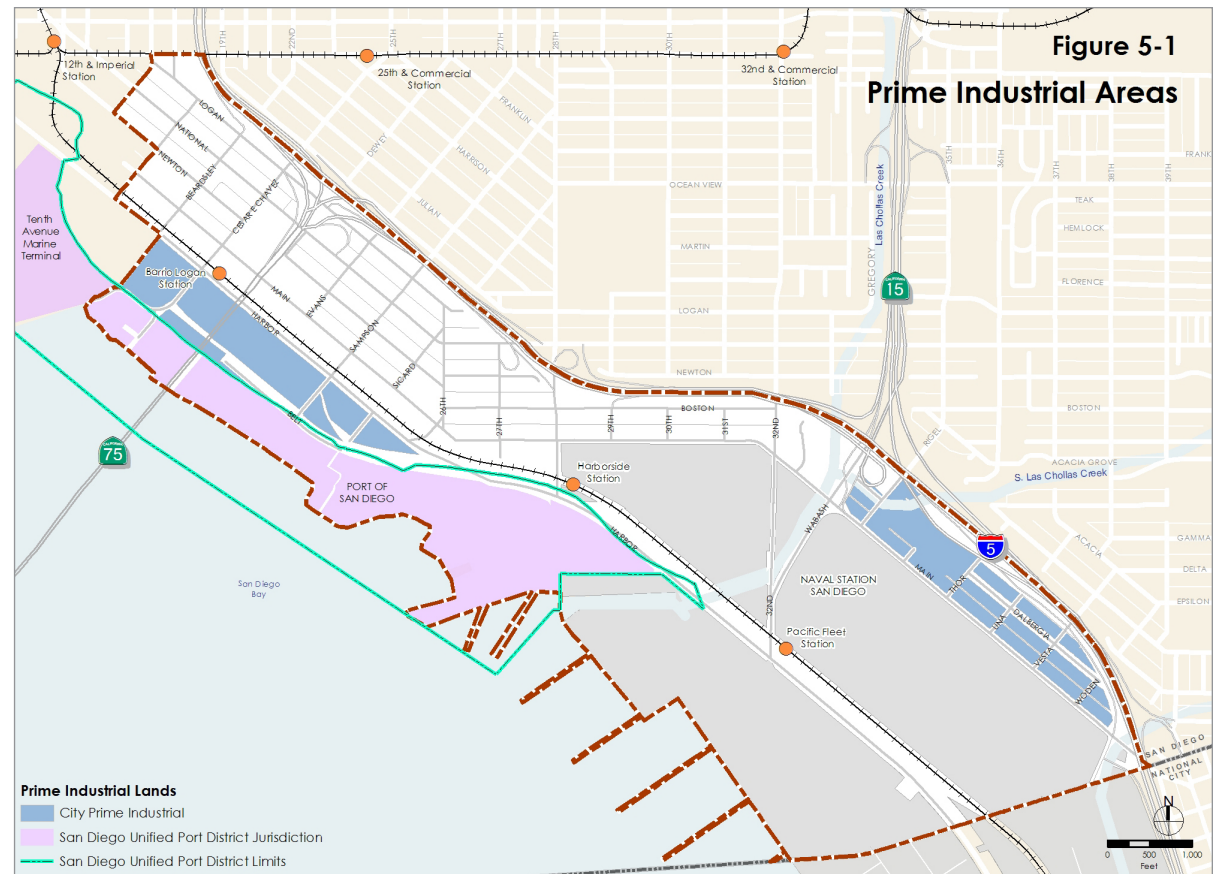 Figure 5-1
Prime Industrial Areas
12th & Imperial
Station
19TH
22ND
25TH
25th & Commercial
Station
27TH
28TH
30TH
32nd & Commercial
Station
LOGAN
NATIONAL
NEWTON
BEARDSLEY
CESAR E CHAVEZ
DEWEY
FRANKLIN
HARRISON
JULIAN
OCEAN VIEW
MARTIN
LOGAN
NEWTON
GREGORY
Las Chollas Creek
CALIFORNIA
15
35TH
36TH
37TH
38TH
39TH
FRANK
TEAK
HEMLOCK
FLORENCE
BOSTON
Tenth
Avenue
Marine
Terminal
Barrio Logan
Station
MAIN
HARBOR
EVANS
SAMPSON
SICARD
BELT
26TH
27TH
29TH
30TH
31ST
32ND
BOSTON
RIGEL
ACACIA GROVE
S. Las Chollas Creek
CALIFORNIA
75
PORT OF
SAN DIEGO
Harborside
Station
HARBOR
WABASH
5
ACACIA
GAMMA
DELTA
EPSILON
San Diego
Bay
NAVAL STATION
SAN DIEGO
32ND
Pacific Fleet
Station
MAIN
THOR
UNA
DALBERGIA
VESTA
WODEN
SAN DIEGO
NATIONAL
CITY
Prime Industrial Lands
City Prime Industrial
San Diego Unified Port District Jurisdiction
San Diego Unified Port District Limits
N
0 500 1,000
Feet